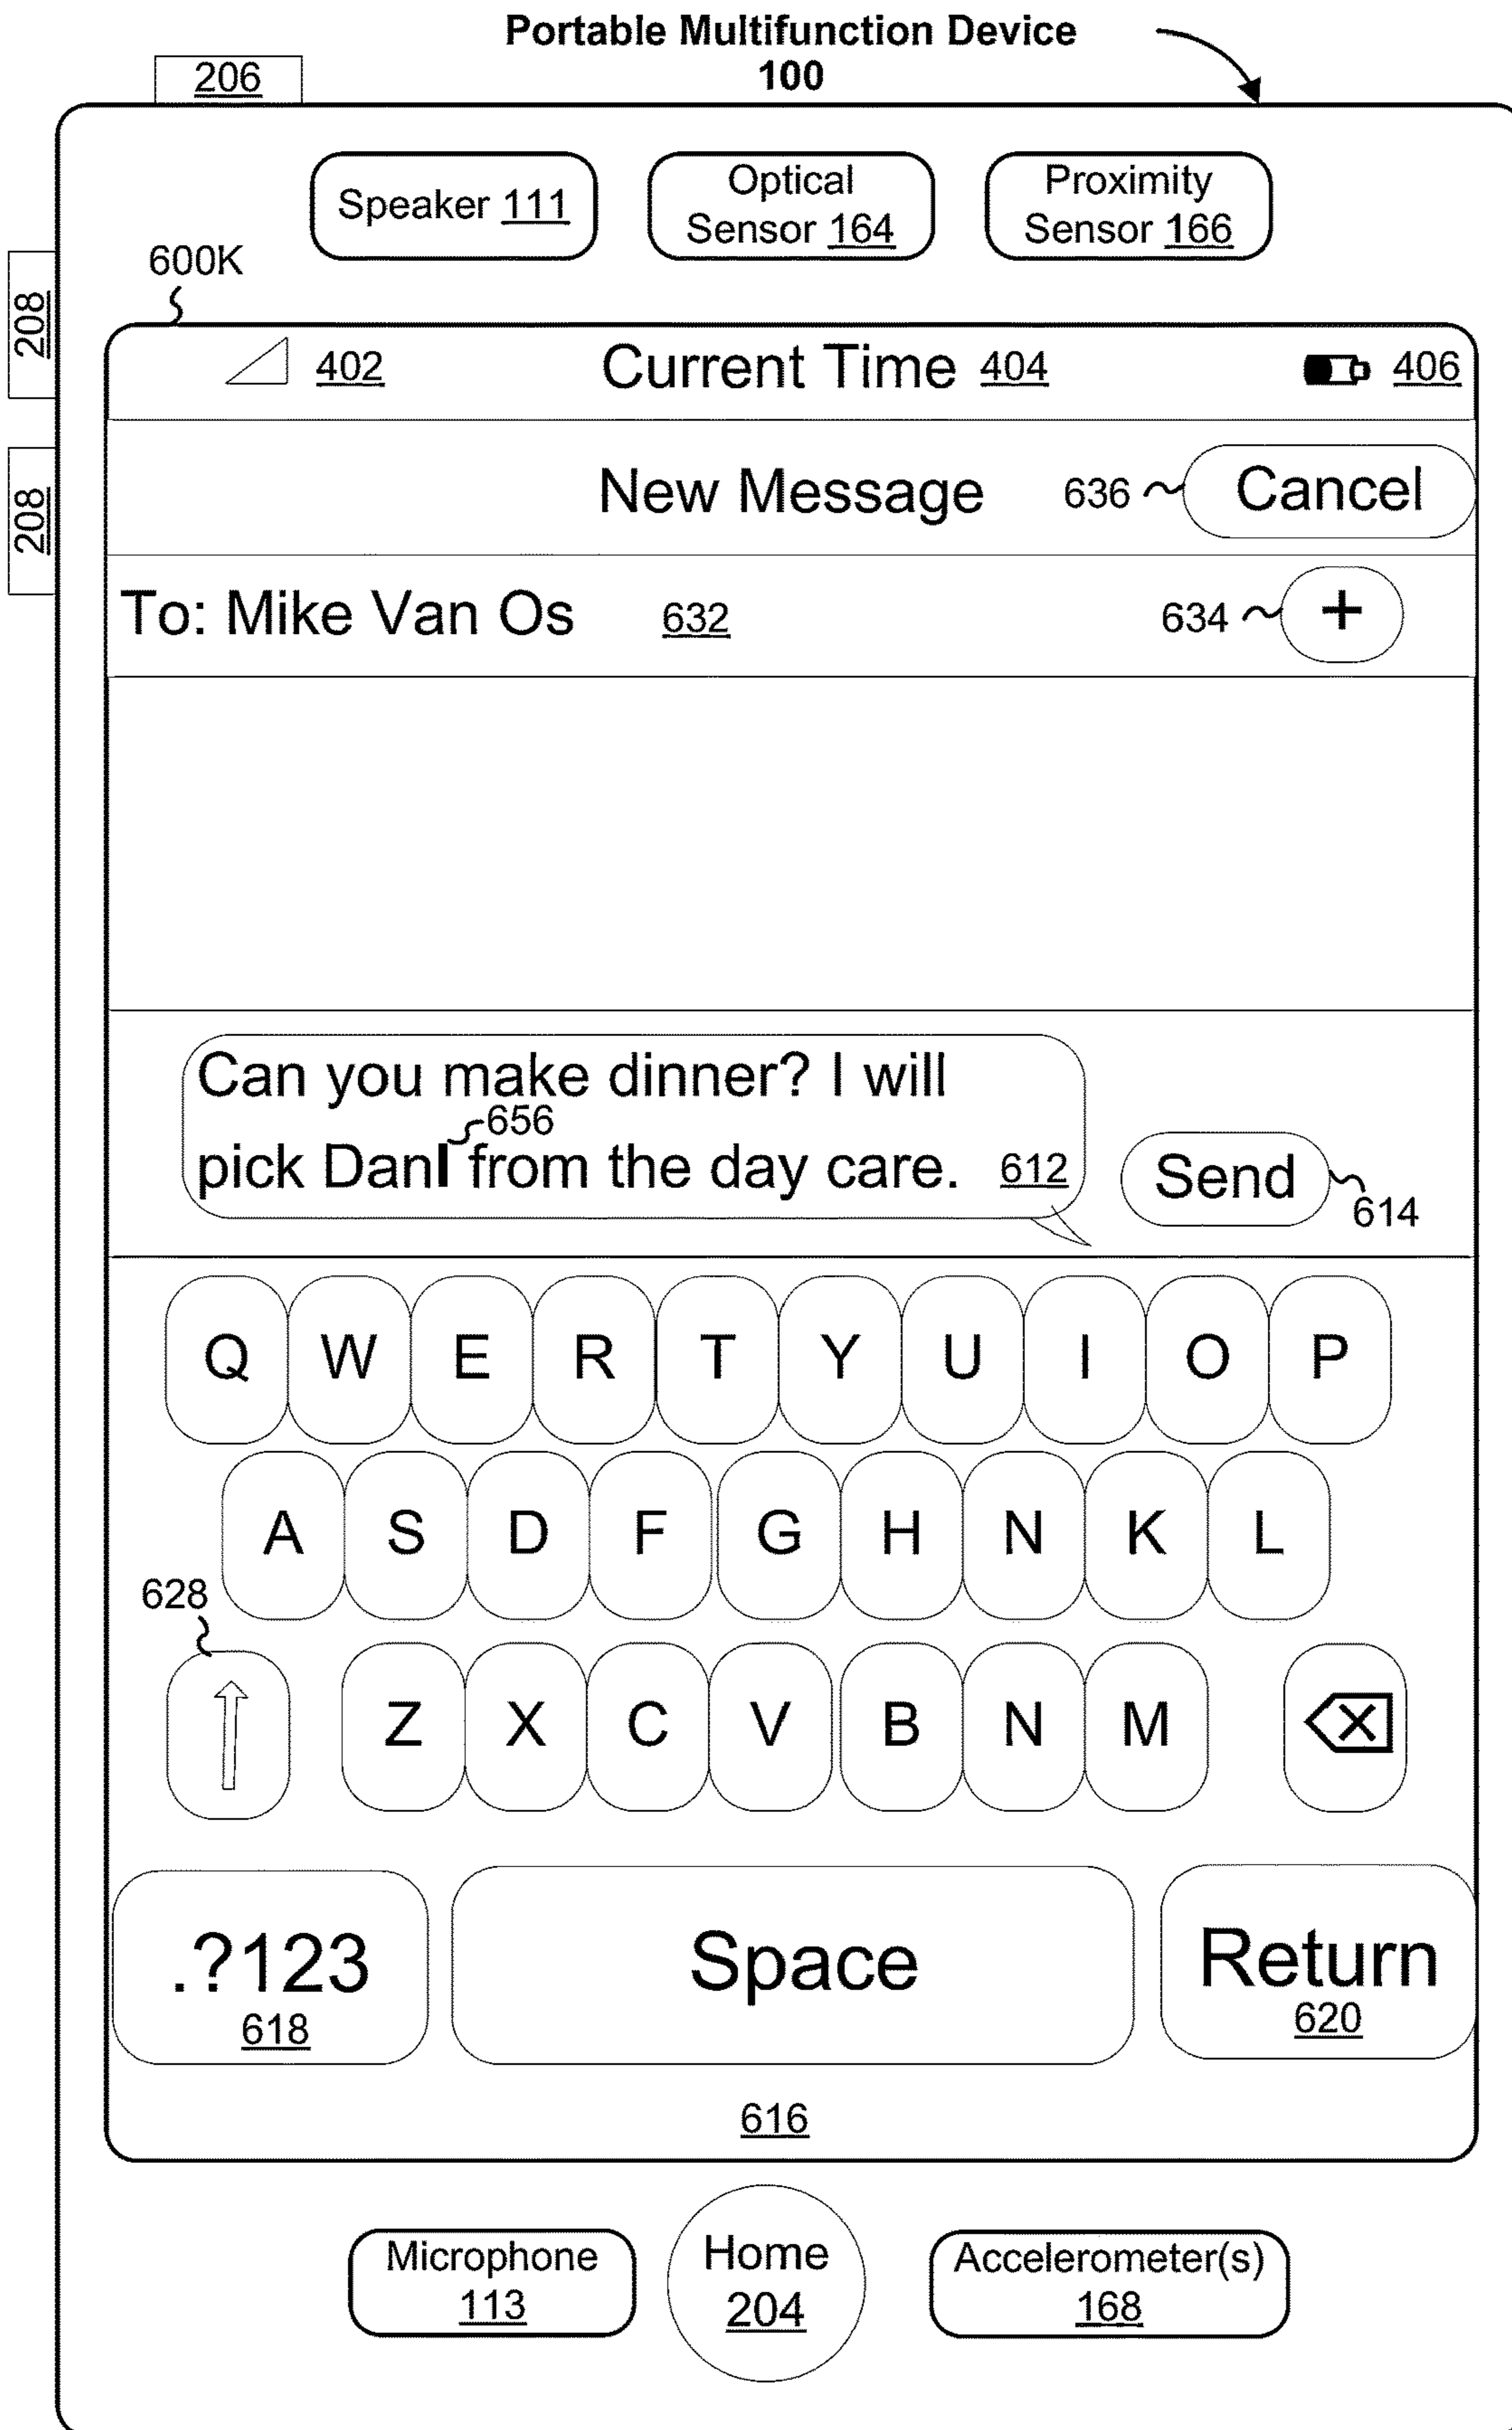 Portable Multifunction Device
100
206
Speaker 111
Optical
Sensor 164
Proximity
Sensor 166
208
600K
402 Current Time 404 406
208
New Message 636 Cancel
To: Mike Van Os 632 634 +
Can you make dinner? I will
656
pick Dan from the day care. 612
Send
614
Q W E R T Y U I O P
A S D F G H N K L
628
Z X C V B N M
.?123
618
Space
Return
620
616
Microphone
113
Home
204
Accelerometer(s)
168